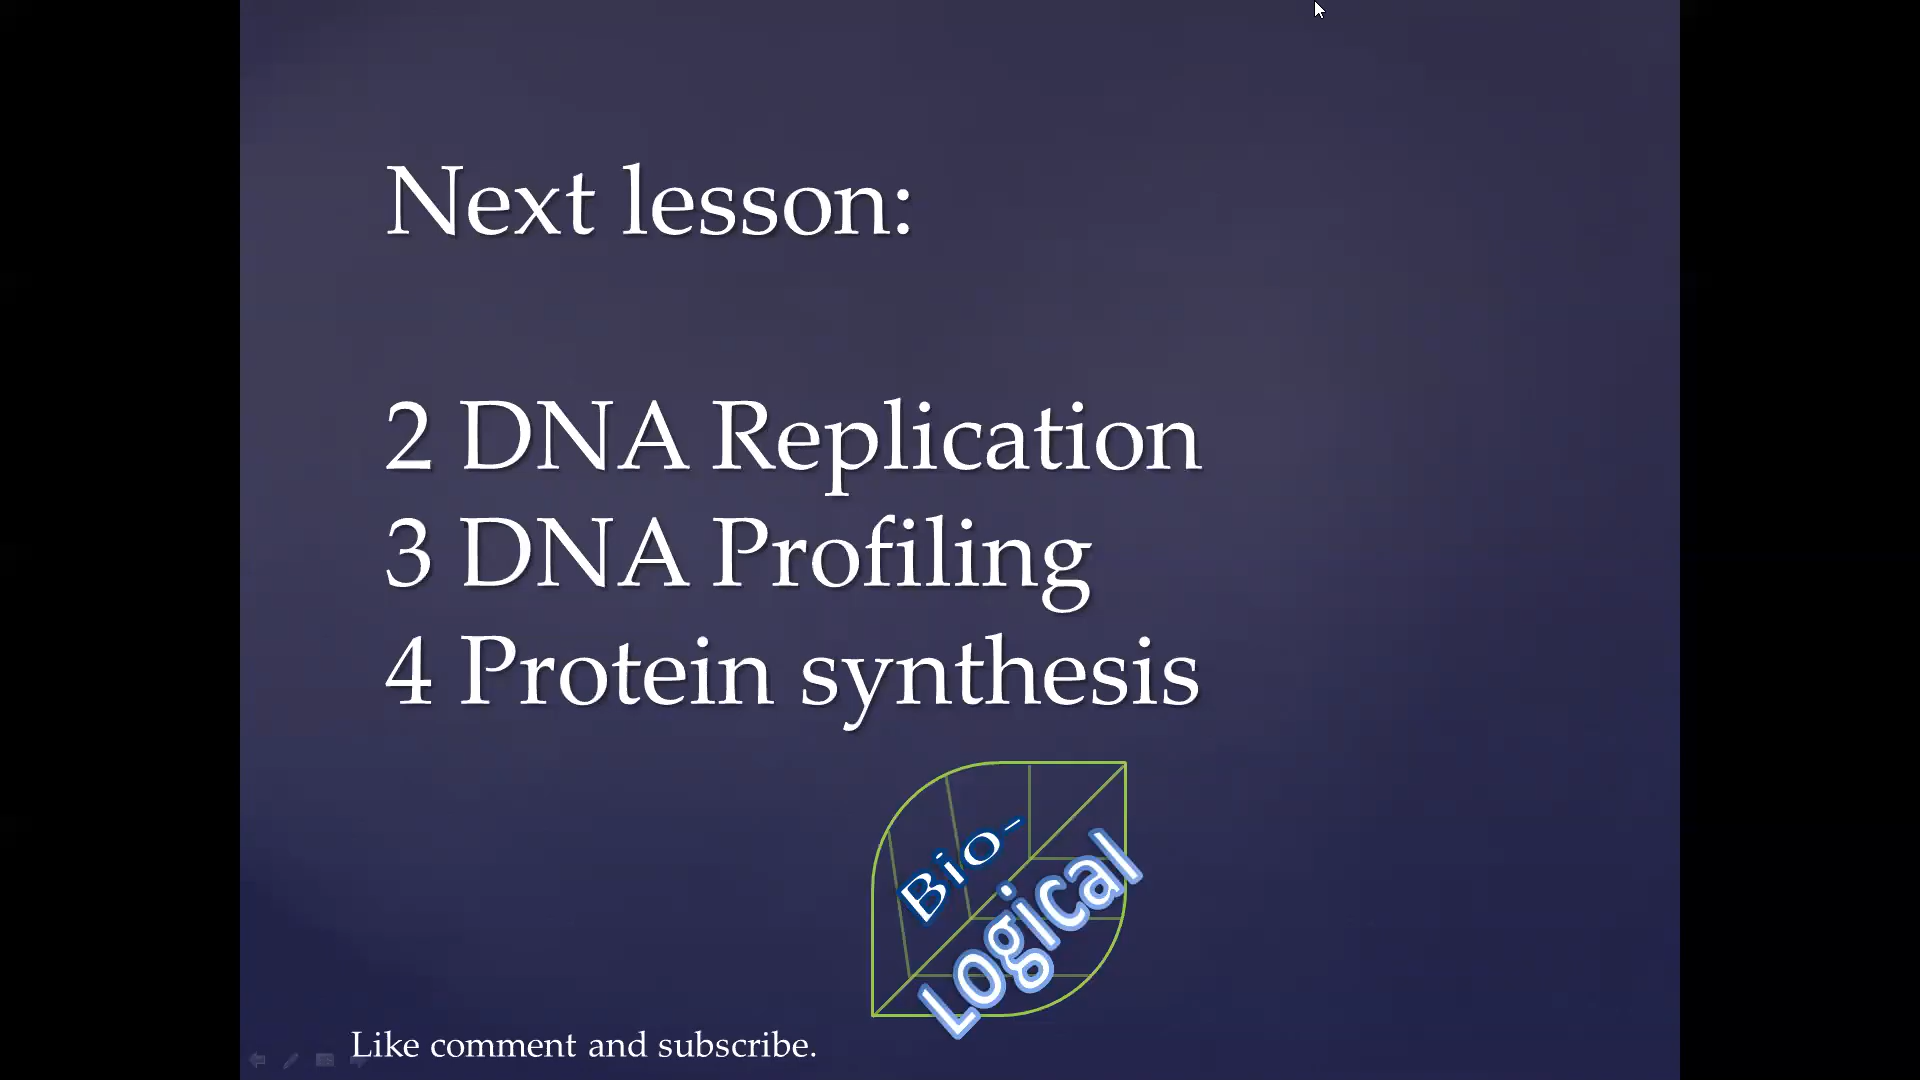 Next lesson:
2 DNA Replication
3 DNA Profiling
4 Protein synthesis
Bio-
Logical
Like comment and subscribe.